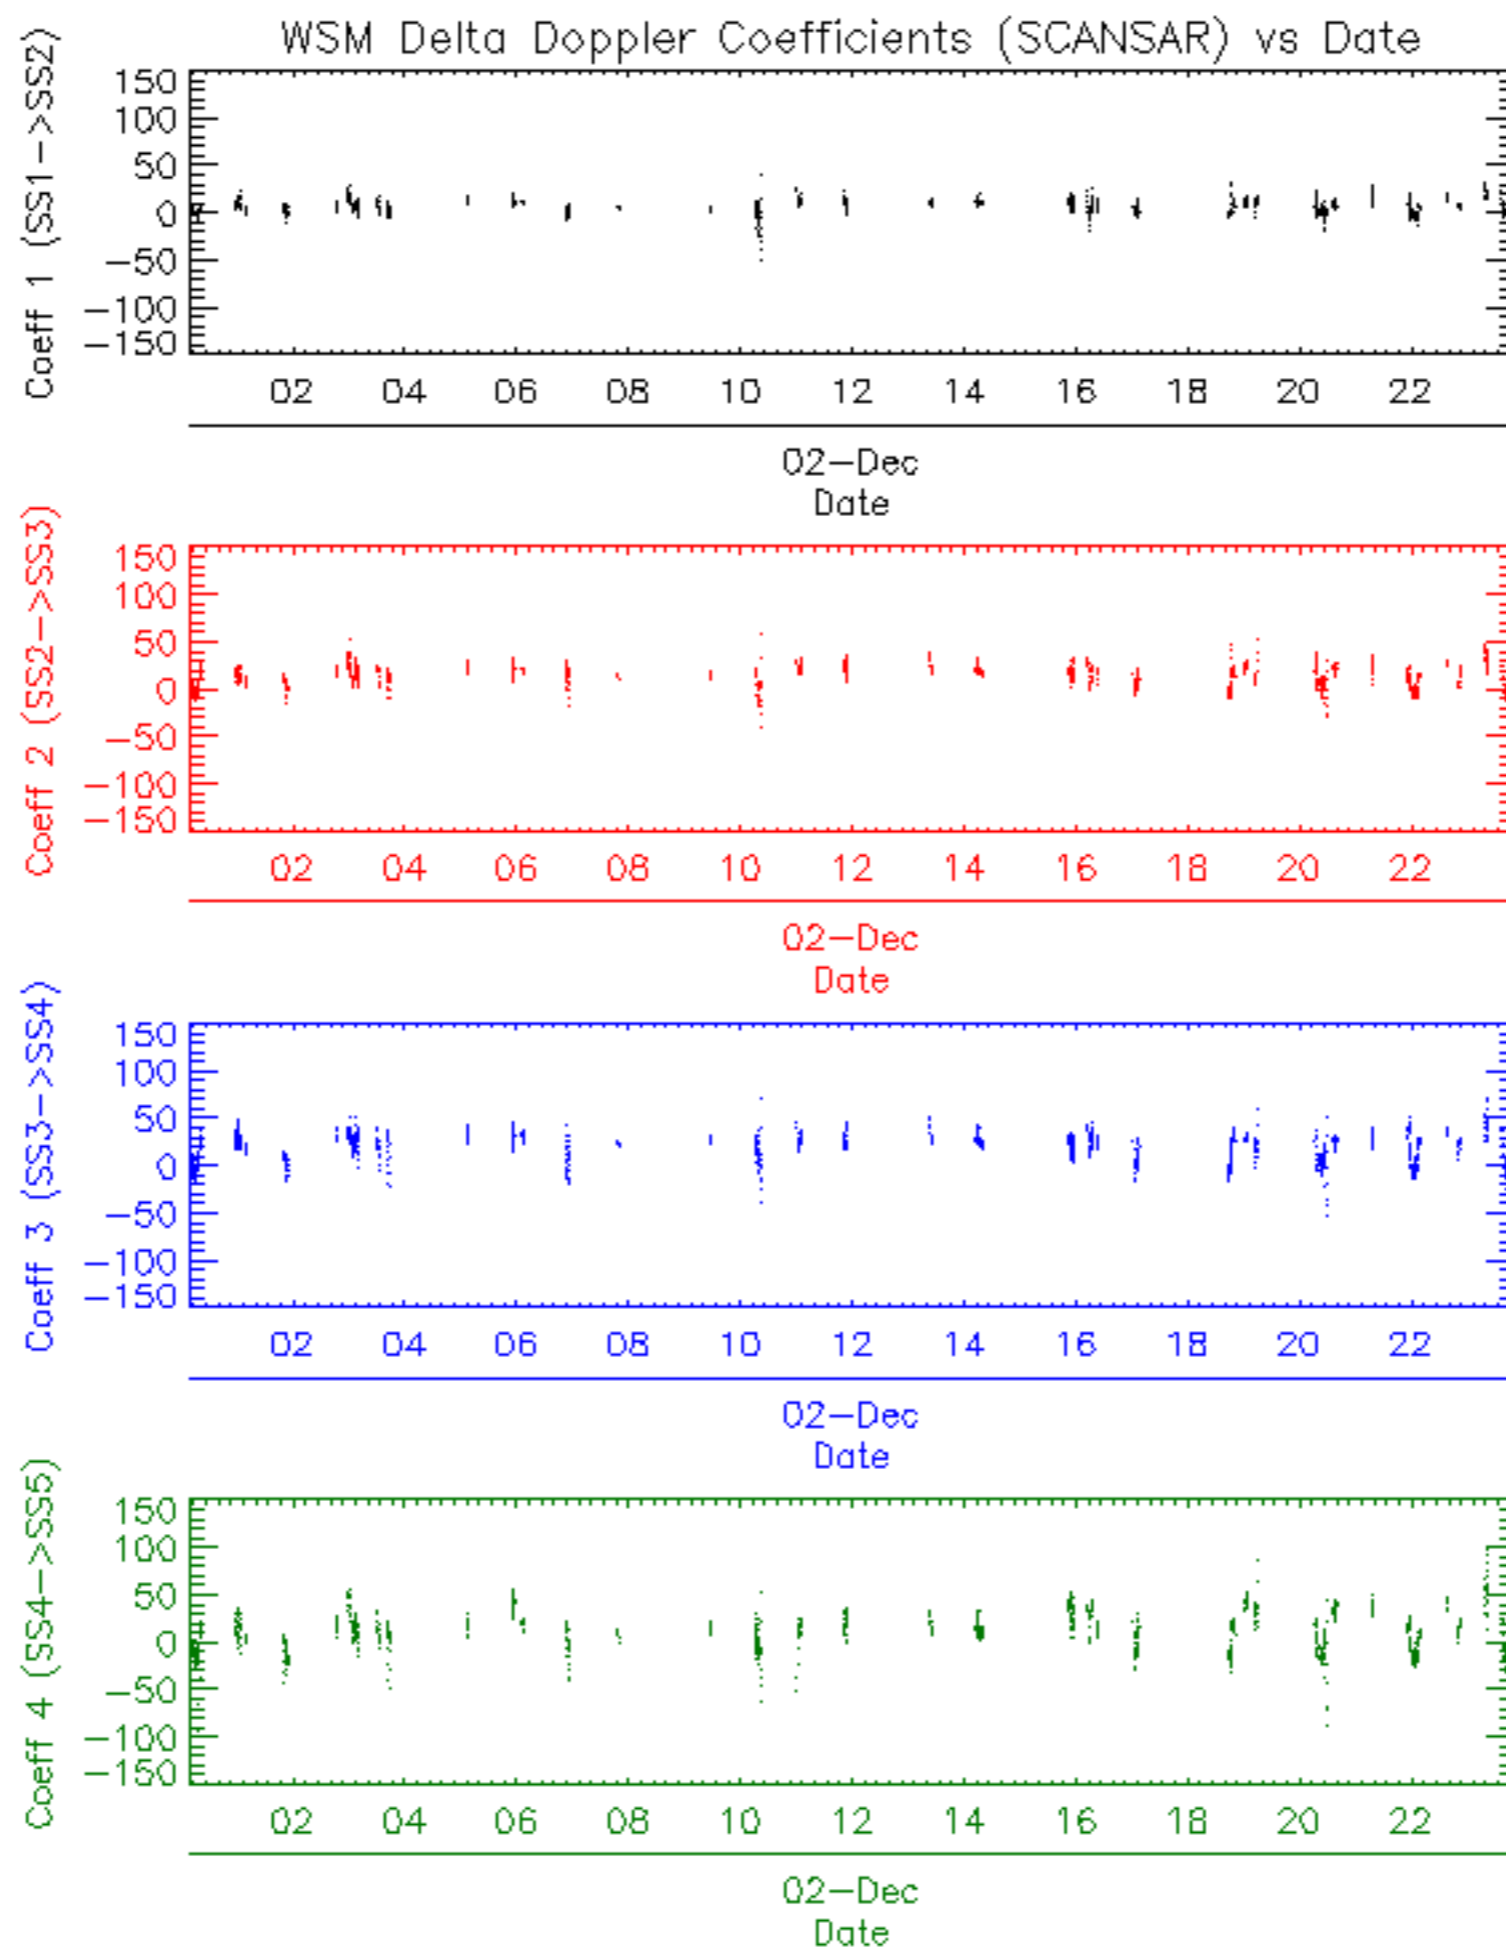 WSM Delta Doppler Coefficients (SCANSAR) vs Date
Coeff 1 (SS1->SS2)
150
100
50
0
-50
-100
-150
02 04 06 08 10 12 14 16 18 20 22
02-Dec
Date
Coeff 2 (SS2->SS3)
150
100
50
0
-50
-100
-150
02 04 06 08 10 12 14 16 18 20 22
02-Dec
Date
Coeff 3 (SS3->SS4)
150
100
50
0
-50
-100
-150
02 04 06 08 10 12 14 16 18 20 22
02-Dec
Date
Coeff 4 (SS4->SS5)
150
100
50
0
-50
-100
-150
02 04 06 08 10 12 14 16 18 20 22
02-Dec
Date